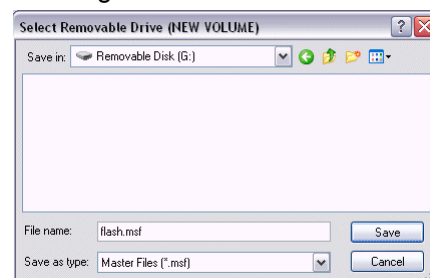 Select Removable Drive (NEW VOLUME)
Save in: Removable Disk (G:)
File name: flash.msf Save
Save as type: Master Files (*.msf) Cancel